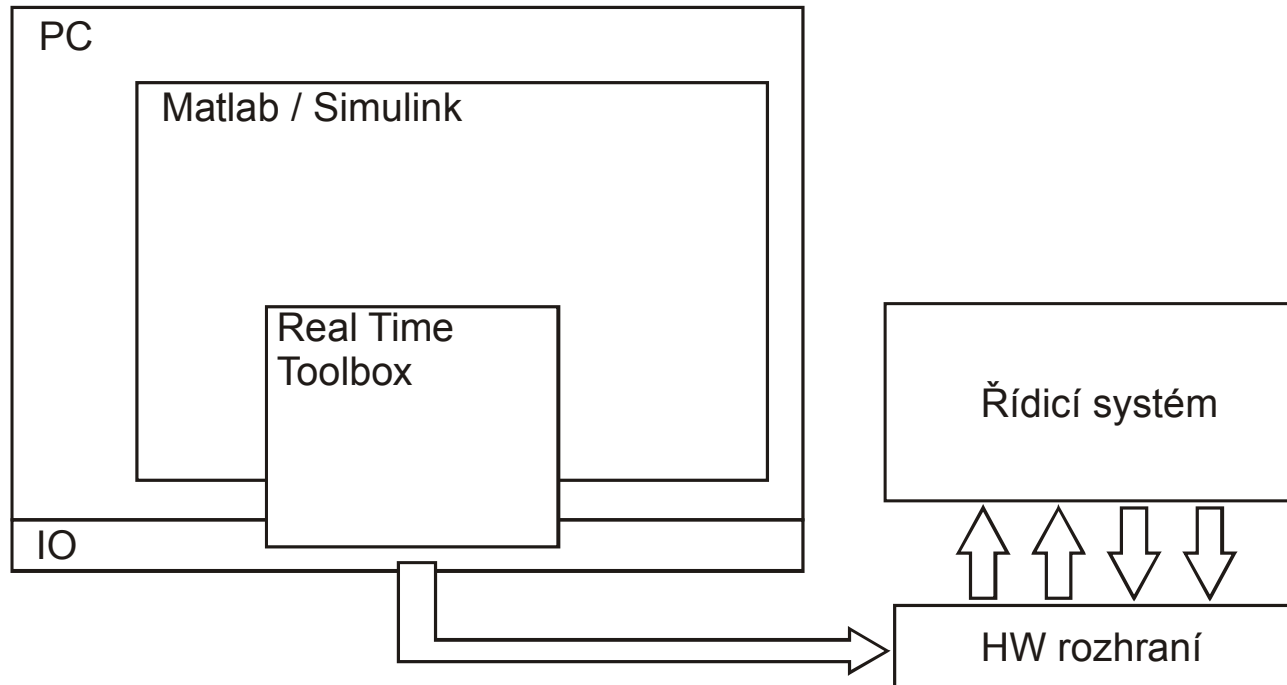 PC
Matlab / Simulink
Real Time
Toolbox
IO
Řídicí systém
HW rozhraní